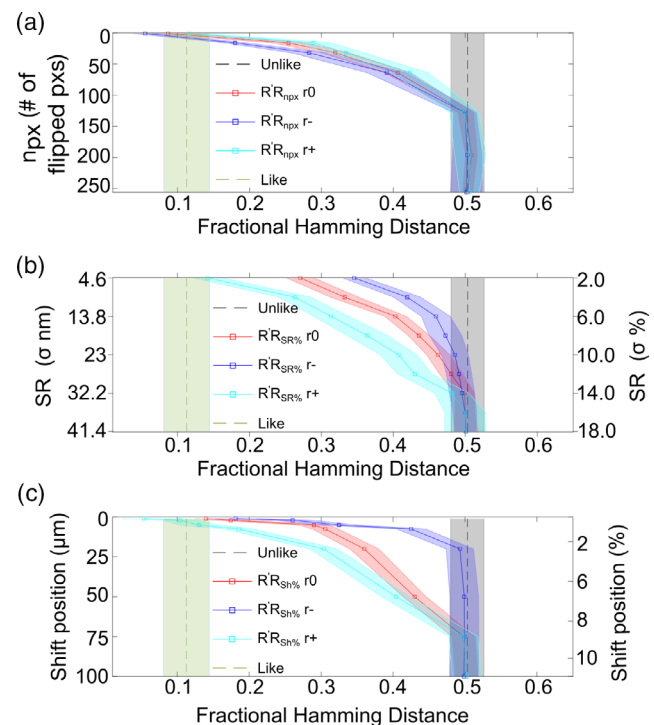 (a)
0
50
100
150
200
250
nₚₓ (# of
flipped pxs)
Unlike
R'Rₙₚₓ r0
R'Rₙₚₓ r-
R'Rₙₚₓ r+
Like
0.1 0.2 0.3 0.4 0.5 0.6
Fractional Hamming Distance
(b)
4.6
13.8
23
32.2
41.4
SR (σ nm)
Unlike
R'R_SR% r0
R'R_SR% r-
R'R_SR% r+
Like
2.0
6.0
10.0
14.0
18.0
SR (σ %)
0.1 0.2 0.3 0.4 0.5 0.6
Fractional Hamming Distance
(c)
0
25
50
75
100
Shift position (μm)
Unlike
R'R_Sh% r0
R'R_Sh% r-
R'R_Sh% r+
Like
2
4
6
8
10
Shift position (%)
0.1 0.2 0.3 0.4 0.5 0.6
Fractional Hamming Distance